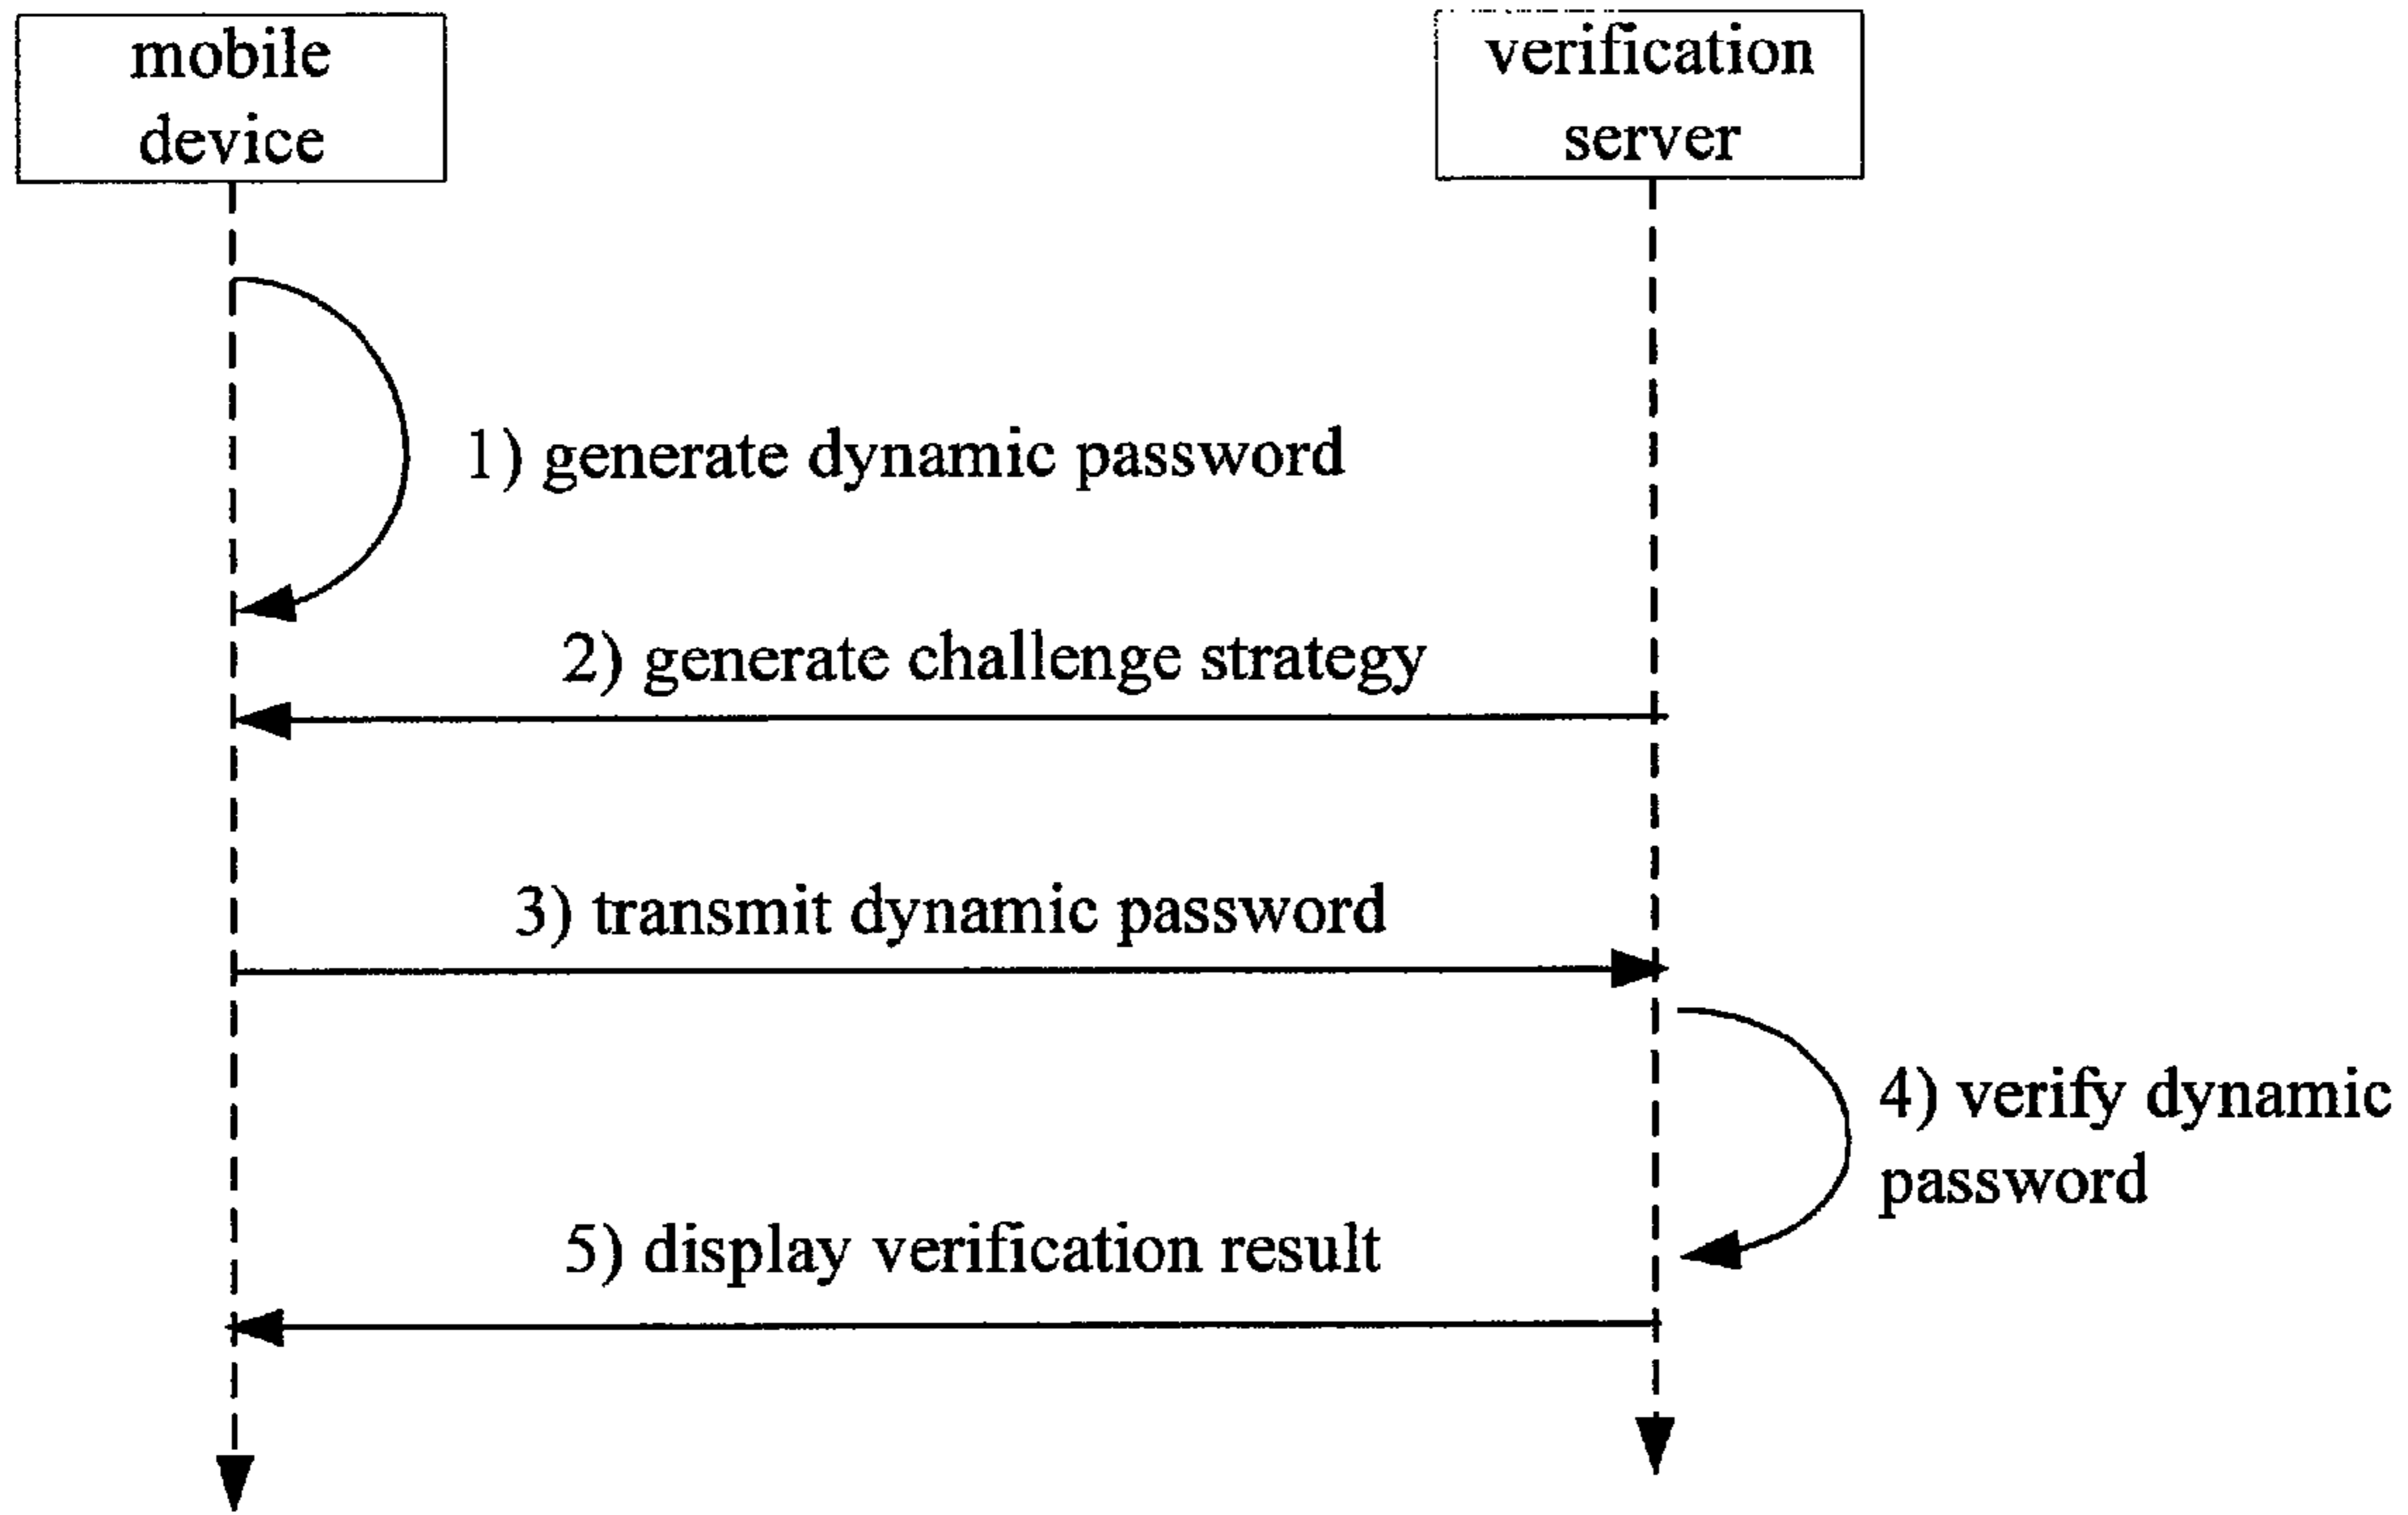 mobile
device
verification
server
1) generate dynamic password
2) generate challenge strategy
3) transmit dynamic password
4) verify dynamic
password
5) display verification result